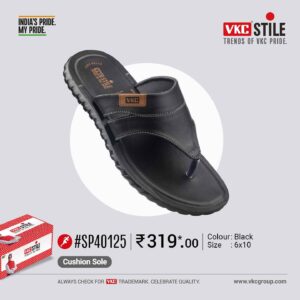 INDIA'S PRIDE.
MY PRIDE.
VKC STILE
TRENDS OF VKC PRIDE.
VKC
#SP40125
₹319*.00
Colour: Black
Size : 6x10
Cushion Sole
ALWAYS CHECK FOR VKC TRADEMARK. CELEBRATE QUALITY.
www.vkcgroup.com